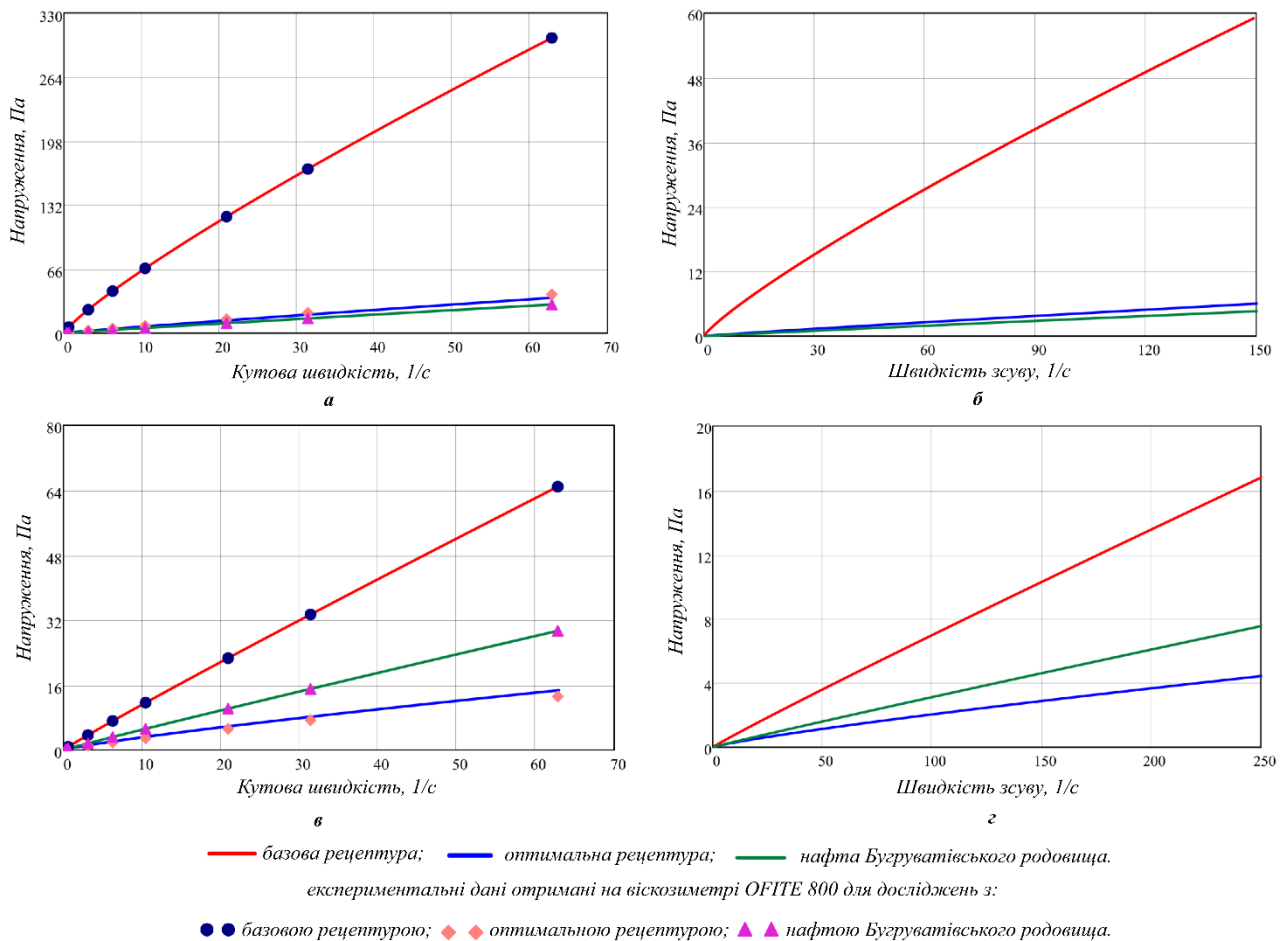 330
264
198
132
66
0
Напруження, Па
0 10 20 30 40 50 60 70
Кутова швидкість, 1/с
а
60
48
36
24
12
0
Напруження, Па
0 30 60 90 120 150
Швидкість зсуву, 1/с
б
80
64
48
32
16
0
Напруження, Па
0 10 20 30 40 50 60 70
Кутова швидкість, 1/с
в
20
16
12
8
4
0
Напруження, Па
0 50 100 150 200 250
Швидкість зсуву, 1/с
г
базова рецептура; оптимальна рецептура; нафта Бугруватівського родовища.
експериментальні дані отримані на віскозиметрі OFITE 800 для досліджень з:
базовою рецептурою; оптимальною рецептурою; нафтою Бугруватівського родовища.